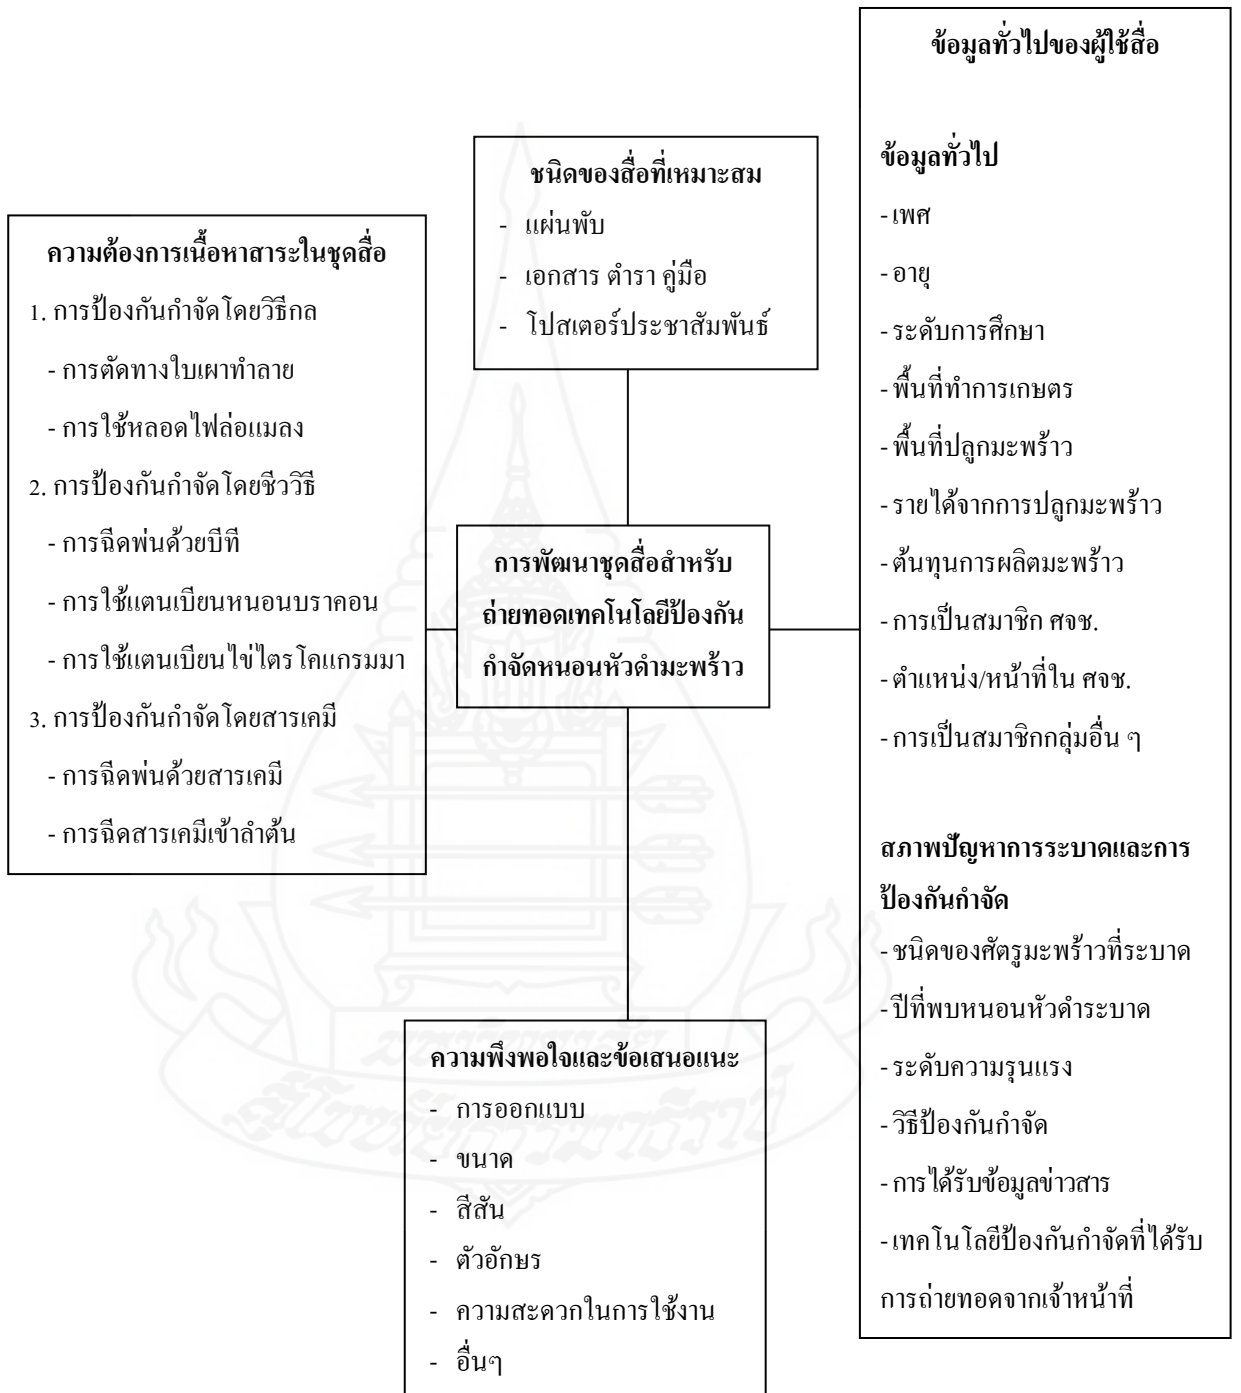 ข้อมูลทั่วไปของผู้ใช้สื่อ
ข้อมูลทั่วไป
- เพศ
- อายุ
- ระดับการศึกษา
- พื้นที่ทำการเกษตร
- พื้นที่ปลูกมะพร้าว
- รายได้จากการปลูกมะพร้าว
- ต้นทุนการผลิตมะพร้าว
- การเป็นสมาชิก ศจช.
- ตำแหน่ง/หน้าที่ใน ศจช.
- การเป็นสมาชิกกลุ่มอื่น ๆ
สภาพปัญหาการระบาดและการ
ป้องกันกำจัด
- ชนิดของศัตรูมะพร้าวที่ระบาด
- ปีที่พบหนอนหัวดำระบาด
- ระดับความรุนแรง
- วิธีป้องกันกำจัด
- การได้รับข้อมูลข่าวสาร
- เทคโนโลยีป้องกันกำจัดที่ได้รับ
การถ่ายทอดจากเจ้าหน้าที่
ชนิดของสื่อที่เหมาะสม
- แผ่นพับ
- เอกสาร ตำรา คู่มือ
- โปสเตอร์ประชาสัมพันธ์
ความต้องการเนื้อหาสาระในชุดสื่อ
1. การป้องกันกำจัดโดยวิธีกล
- การตัดทางใบเผาทำลาย
- การใช้หลอดไฟล่อแมลง
2. การป้องกันกำจัดโดยชีววิธี
- การฉีดพ่นด้วยบีที
- การใช้แตนเบียนหนอนบราคอน
- การใช้แตนเบียนไข่ไตรโคแกรมมา
3. การป้องกันกำจัดโดยสารเคมี
- การฉีดพ่นด้วยสารเคมี
- การฉีดสารเคมีเข้าลำต้น
การพัฒนาชุดสื่อสำหรับ
ถ่ายทอดเทคโนโลยีป้องกัน
กำจัดหนอนหัวดำมะพร้าว
ความพึงพอใจและข้อเสนอแนะ
- การออกแบบ
- ขนาด
- สีสัน
- ตัวอักษร
- ความสะดวกในการใช้งาน
- อื่นๆ
มหาวิทยาลัย
สุโขทัยธรรมาธิราช